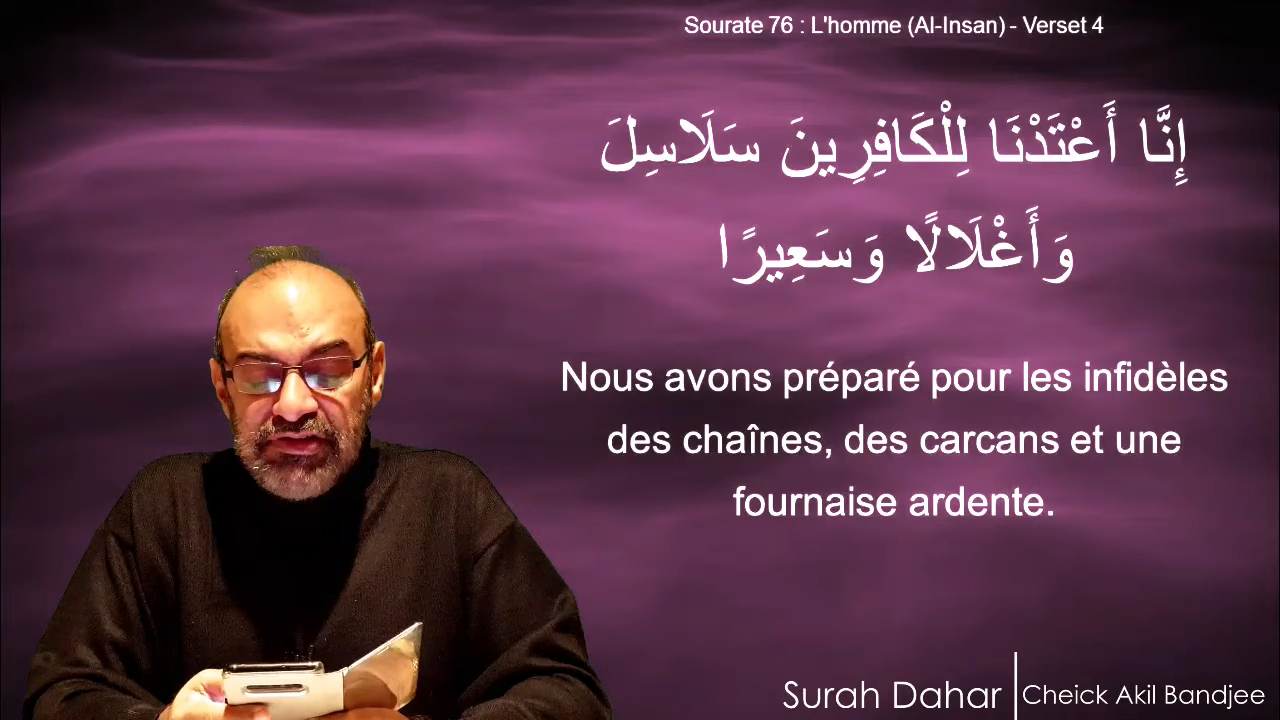 Sourate 76 : L'homme (Al-Insan) - Verset 4
إِنَّا أَعْتَدْنَا لِلْكَافِرِينَ سَلَاسِلَ
وَأَغْلَالًا وَسَعِيرًا
Nous avons préparé pour les infidèles
des chaînes, des carcans et une
fournaise ardente.
Surah Dahar | Cheick Akil Bandjee